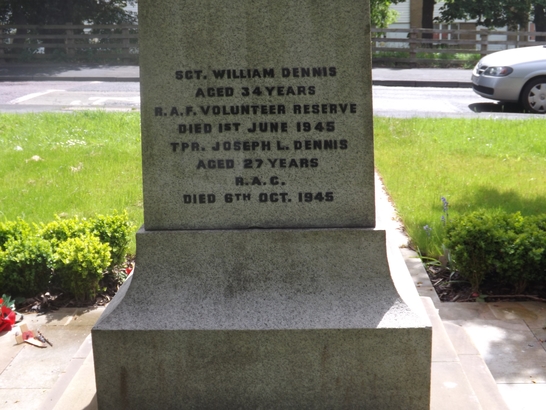 SGT. WILLIAM DENNIS
AGED 34 YEARS
R.A.F. VOLUNTEER RESERVE
DIED 1ST JUNE 1945
TPR. JOSEPH L. DENNIS
AGED 27 YEARS
R.A.C.
DIED 6TH OCT. 1945